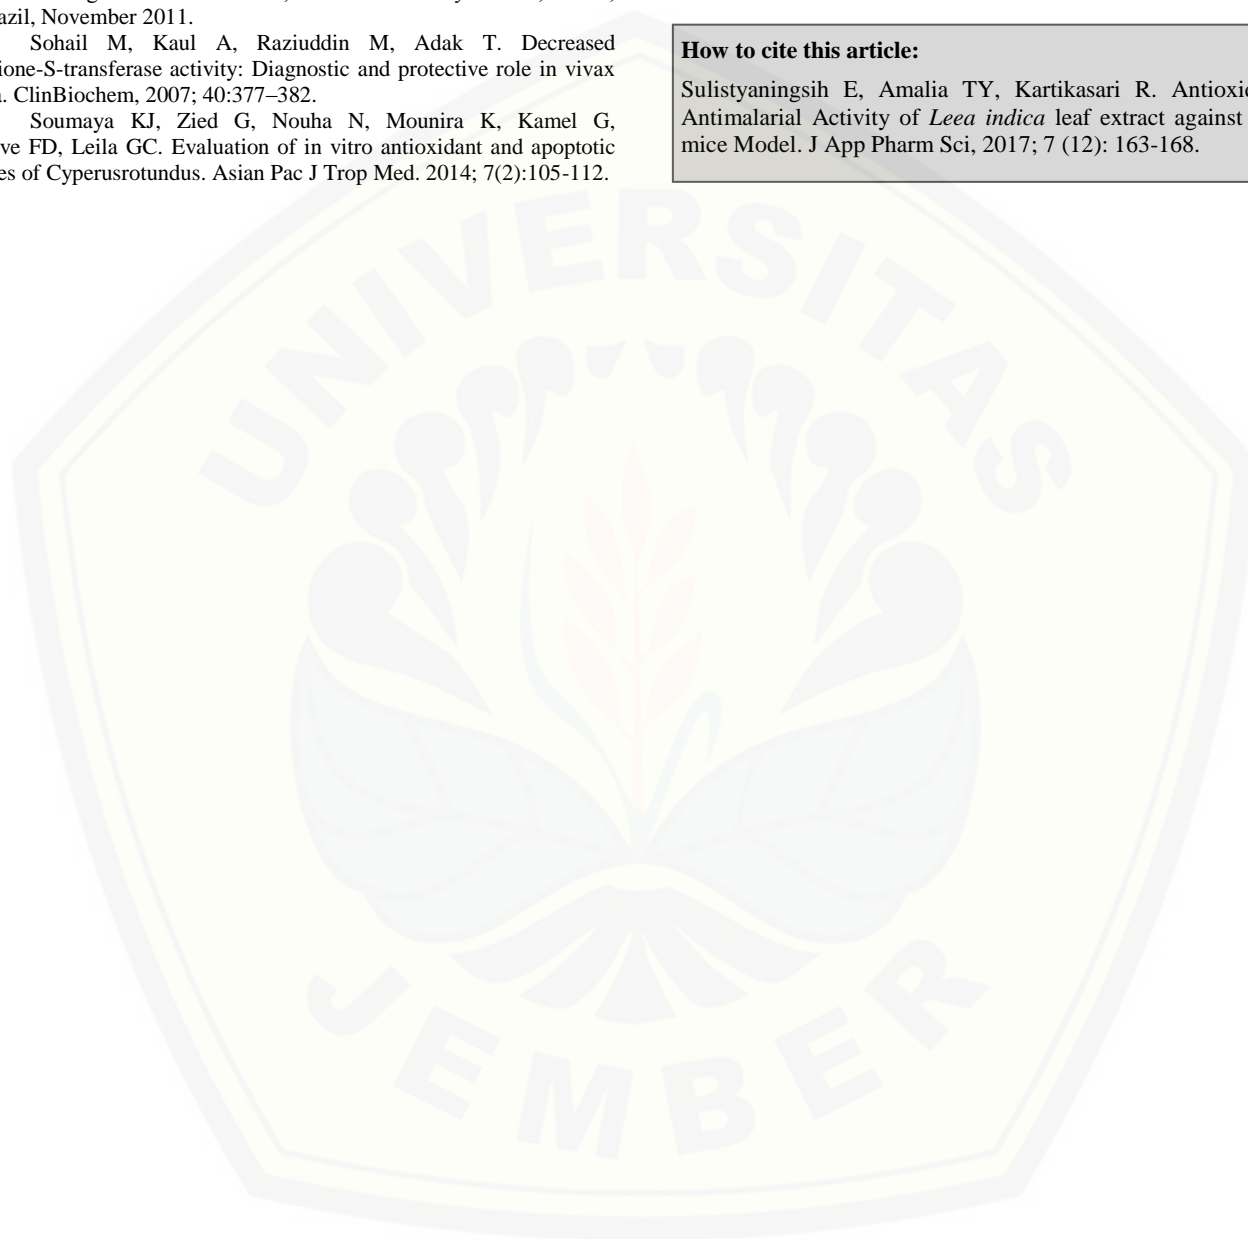 azil, November 2011.
Sohail M, Kaul A, Raziuddin M, Adak T. Decreased
ione-S-transferase activity: Diagnostic and protective role in vivax
. ClinBiochem, 2007; 40:377–382.
Soumaya KJ, Zied G, Nouha N, Mounira K, Kamel G,
ve FD, Leila GC. Evaluation of in vitro antioxidant and apoptotic
es of Cyperusrotundus. Asian Pac J Trop Med. 2014; 7(2):105-112.
How to cite this article:
Sulistyaningsih E, Amalia TY, Kartikasari R. Antioxid
Antimalarial Activity of Leea indica leaf extract against
mice Model. J App Pharm Sci, 2017; 7 (12): 163-168.
UNIVERSITAS
JEMBER